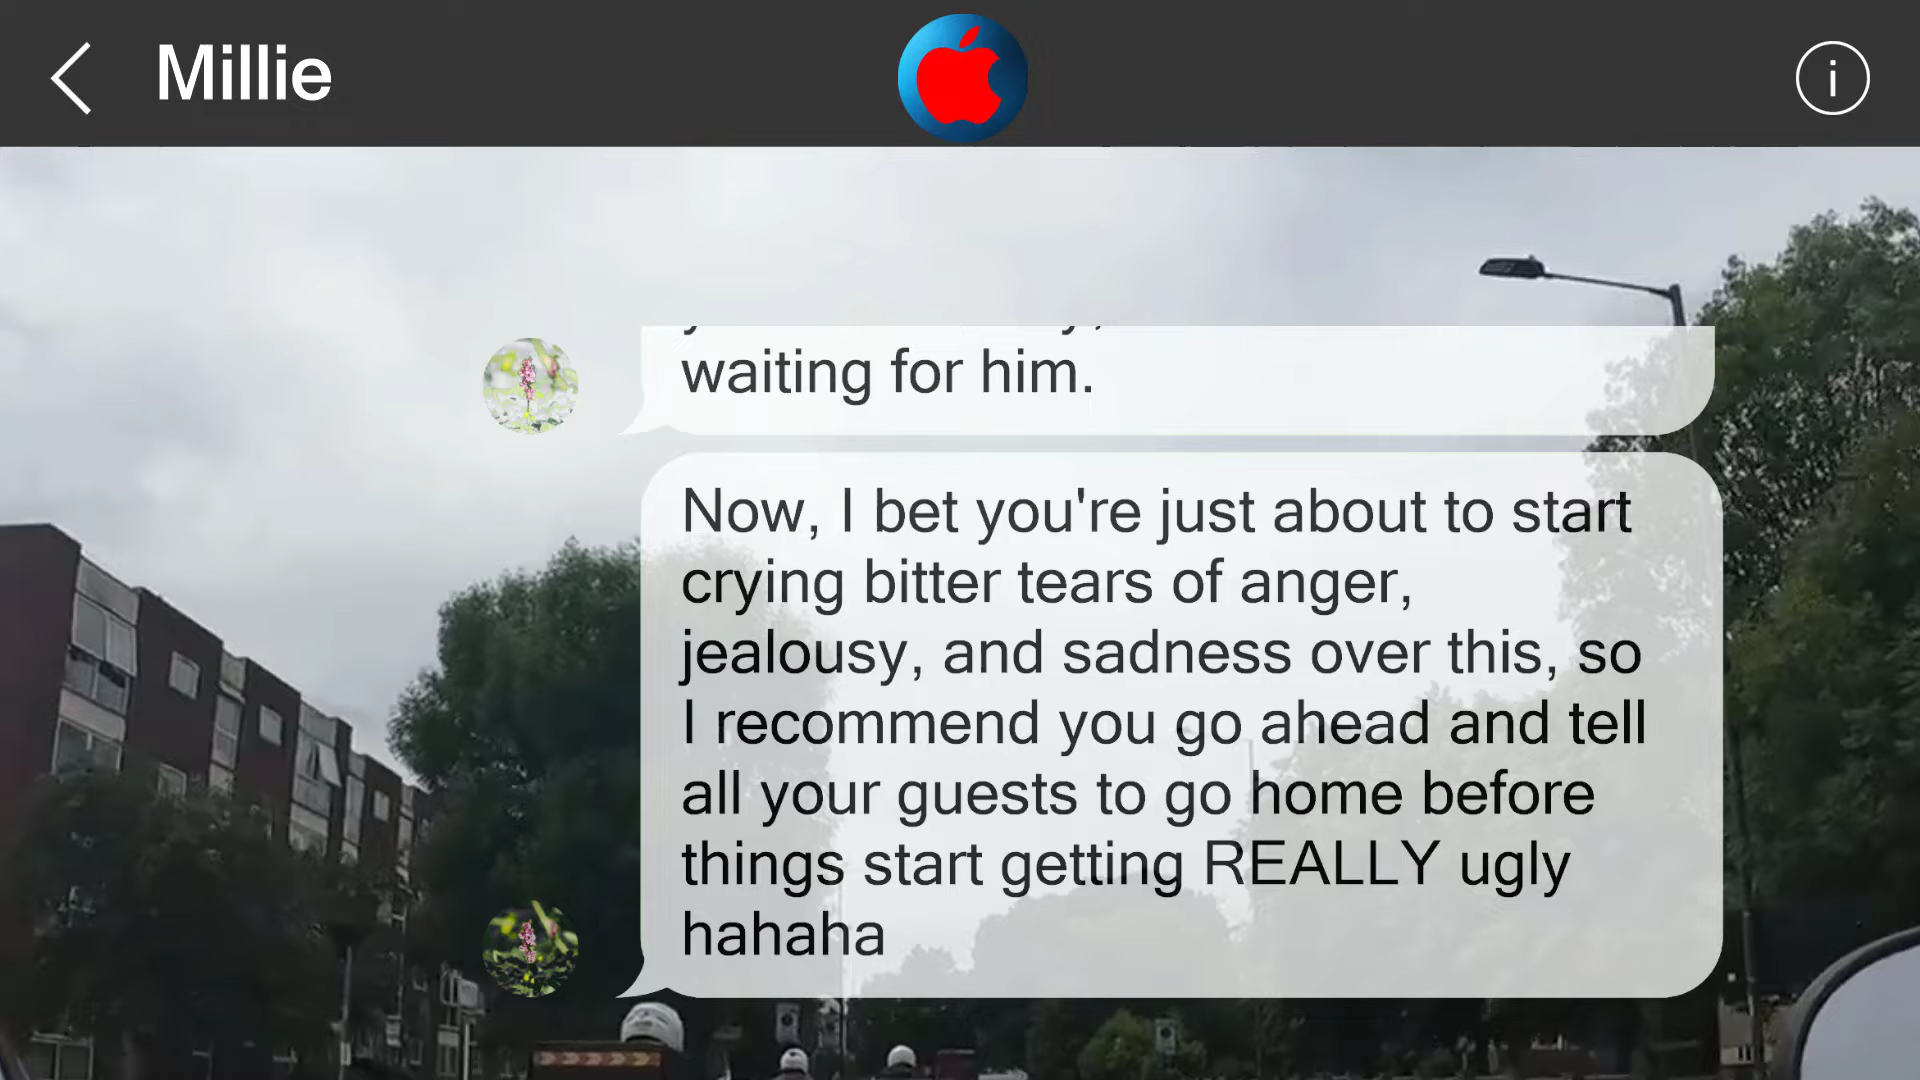 Millie
waiting for him.
Now, I bet you're just about to start
crying bitter tears of anger,
jealousy, and sadness over this, so
I recommend you go ahead and tell
all your guests to go home before
things start getting REALLY ugly
hahaha